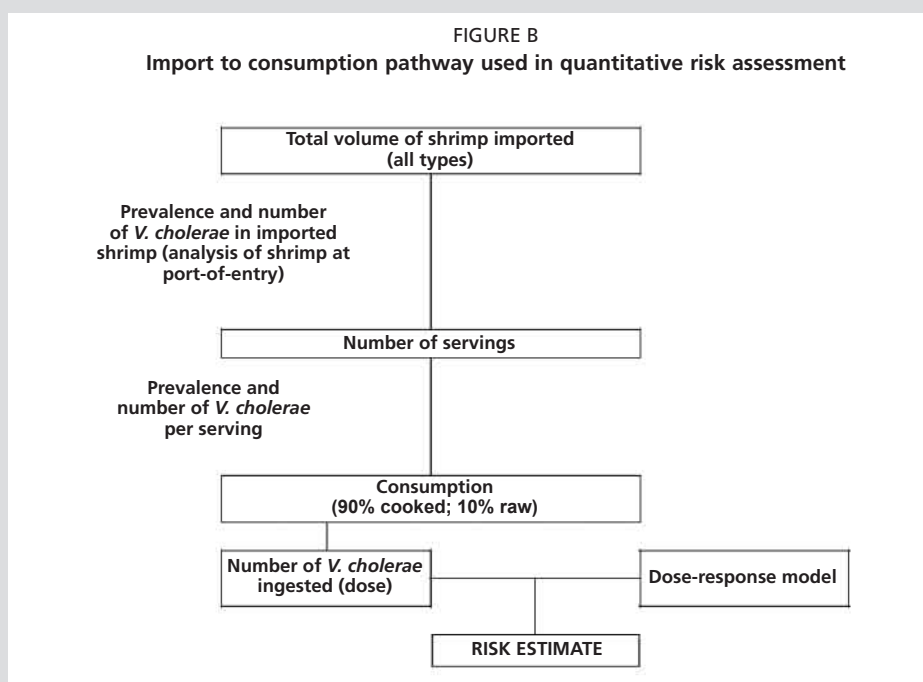 FIGURE B
Import to consumption pathway used in quantitative risk assessment
Total volume of shrimp imported
(all types)
Prevalence and number
of V. cholerae in imported
shrimp (analysis of shrimp at
port-of-entry)
Number of servings
Prevalence and
number of V. cholerae
per serving
Consumption
(90% cooked; 10% raw)
Number of V. cholerae
ingested (dose)
Dose-response model
RISK ESTIMATE